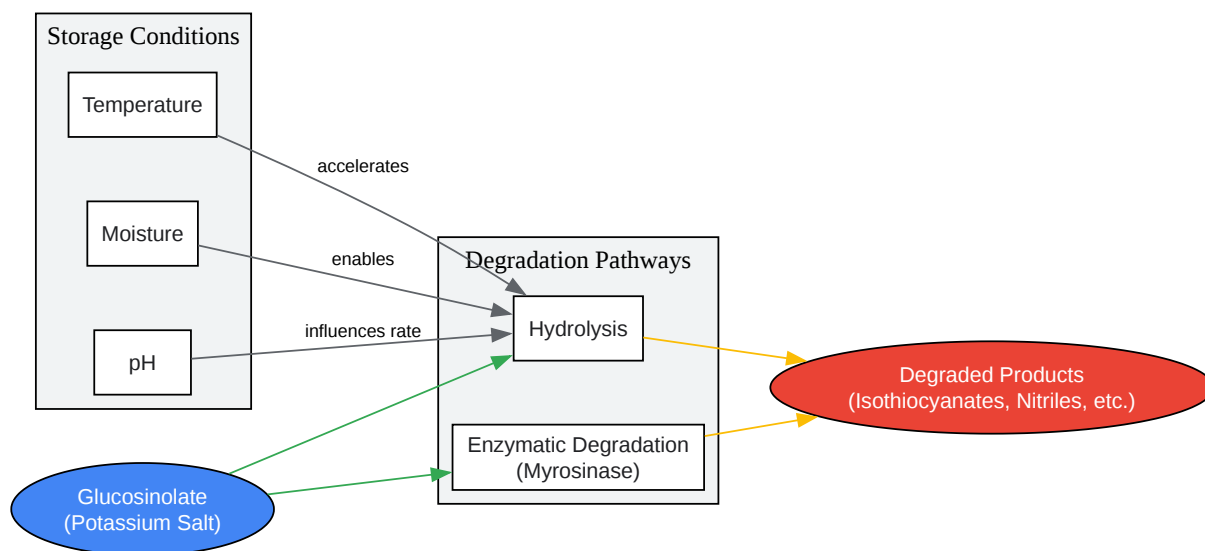 Storage Conditions
Temperature
accelerates
Moisture
enables
Degradation Pathways
pH
influences rate
Hydrolysis
Degraded Products
(Isothiocyanates, Nitriles, etc.)
Enzymatic Degradation
(Myrosinase)
Glucosinolate
(Potassium Salt)